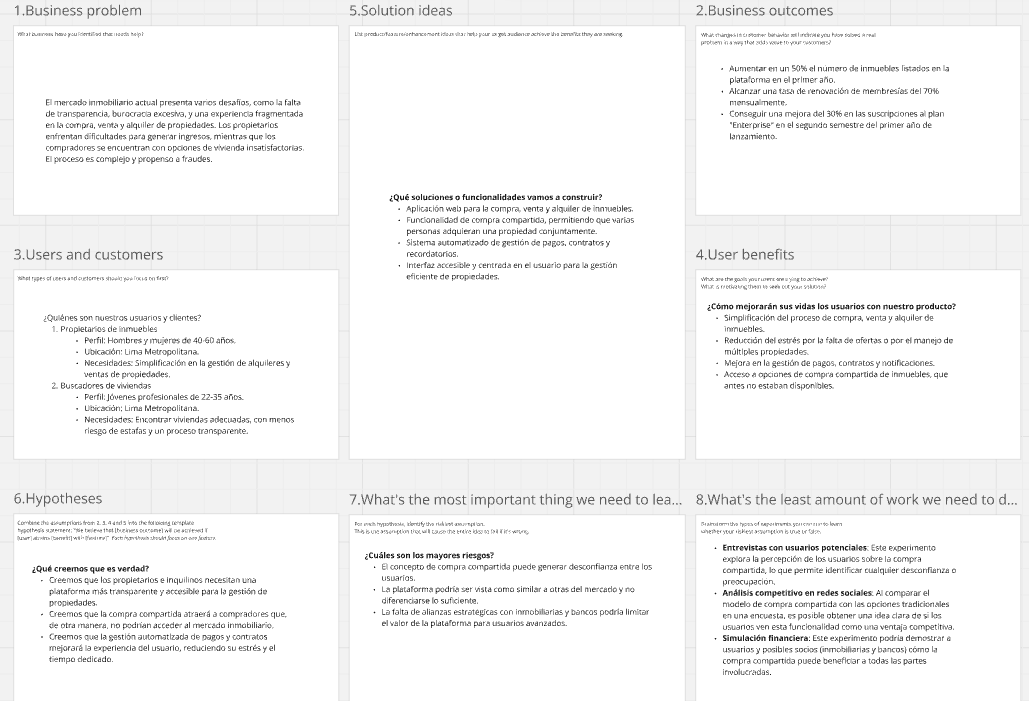 1.Business problem
What business have you identified that needs help?
El mercado inmobiliario actual presenta varios desafíos, como la falta
de transparencia, burocracia excesiva, y una experiencia fragmentada
en la compra, venta y alquiler de propiedades. Los propietarios
enfrentan dificultades para generar ingresos, mientras que los
compradores se encuentran con opciones de vivienda insatisfactorias.
El proceso es complejo y propenso a fraudes.
5.Solution ideas
List product/feature/enhancement ideas that help your target audience achieve the benefits they are seeking.
¿Qué soluciones o funcionalidades vamos a construir?
• Aplicación web para la compra, venta y alquiler de inmuebles.
• Funcionalidad de compra compartida, permitiendo que varias
personas adquieran una propiedad conjuntamente.
• Sistema automatizado de gestión de pagos, contratos y
recordatorios.
• Interfaz accesible y centrada en el usuario para la gestión
eficiente de propiedades.
2.Business outcomes
What changes in customer behavior will indicate you have solved a real
problem in a way that adds value to your customers?
• Aumentar en un 50% el número de inmuebles listados en la
plataforma en el primer año.
• Alcanzar una tasa de renovación de membresías del 70%
mensualmente.
• Conseguir una mejora del 30% en las suscripciones al plan
"Enterprise" en el segundo semestre del primer año de
lanzamiento.
3.Users and customers
What types of users and customers should you focus on first?
¿Quiénes son nuestros usuarios y clientes?
1. Propietarios de inmuebles
• Perfil: Hombres y mujeres de 40-60 años.
• Ubicación: Lima Metropolitana.
• Necesidades: Simplificación en la gestión de alquileres y
ventas de propiedades.
2. Buscadores de viviendas
• Perfil: Jóvenes profesionales de 22-35 años.
• Ubicación: Lima Metropolitana.
• Necesidades: Encontrar viviendas adecuadas, con menos
riesgo de estafas y un proceso transparente.
4.User benefits
What are the goals your users are trying to achieve?
What is motivating them to seek out your solution?
¿Cómo mejorarán sus vidas los usuarios con nuestro producto?
• Simplificación del proceso de compra, venta y alquiler de
inmuebles.
• Reducción del estrés por la falta de ofertas o por el manejo de
múltiples propiedades.
• Mejora en la gestión de pagos, contratos y notificaciones.
• Acceso a opciones de compra compartida de inmuebles, que
antes no estaban disponibles.
6.Hypotheses
Combine the assumptions from 2, 3, 4 and 5 into the following template
hypothesis statement: "We believe that [business outcome] will be achieved if
[user] attains [benefit] with [feature]." Each hypothesis should focus on one feature.
¿Qué creemos que es verdad?
• Creemos que los propietarios e inquilinos necesitan una
plataforma más transparente y accesible para la gestión de
propiedades.
• Creemos que la compra compartida atraerá a compradores que,
de otra manera, no podrían acceder al mercado inmobiliario.
• Creemos que la gestión automatizada de pagos y contratos
mejorará la experiencia del usuario, reduciendo su estrés y el
tiempo dedicado.
7.What's the most important thing we need to lea...
For each hypothesis, identify the riskiest assumption.
This is the assumption that will cause the entire idea to fail if it's wrong.
¿Cuáles son los mayores riesgos?
• El concepto de compra compartida puede generar desconfianza entre los
usuarios.
• La plataforma podría ser vista como similar a otras del mercado y no
diferenciarse lo suficiente.
• La falta de alianzas estratégicas con inmobiliarias y bancos podría limitar
el valor de la plataforma para usuarios avanzados.
8.What's the least amount of work we need to d...
Brainstorm the types of experiments you can run to learn
whether your riskiest assumption is true or false.
• Entrevistas con usuarios potenciales: Este experimento
explora la percepción de los usuarios sobre la compra
compartida, lo que permite identificar cualquier desconfianza o
preocupación.
• Análisis competitivo en redes sociales: Al comparar el
modelo de compra compartida con las opciones tradicionales
en una encuesta, es posible obtener una idea clara de si los
usuarios ven esta funcionalidad como una ventaja competitiva.
• Simulación financiera: Este experimento podría demostrar a
usuarios y posibles socios (inmobiliarias y bancos) cómo la
compra compartida puede beneficiar a todas las partes
involucradas.